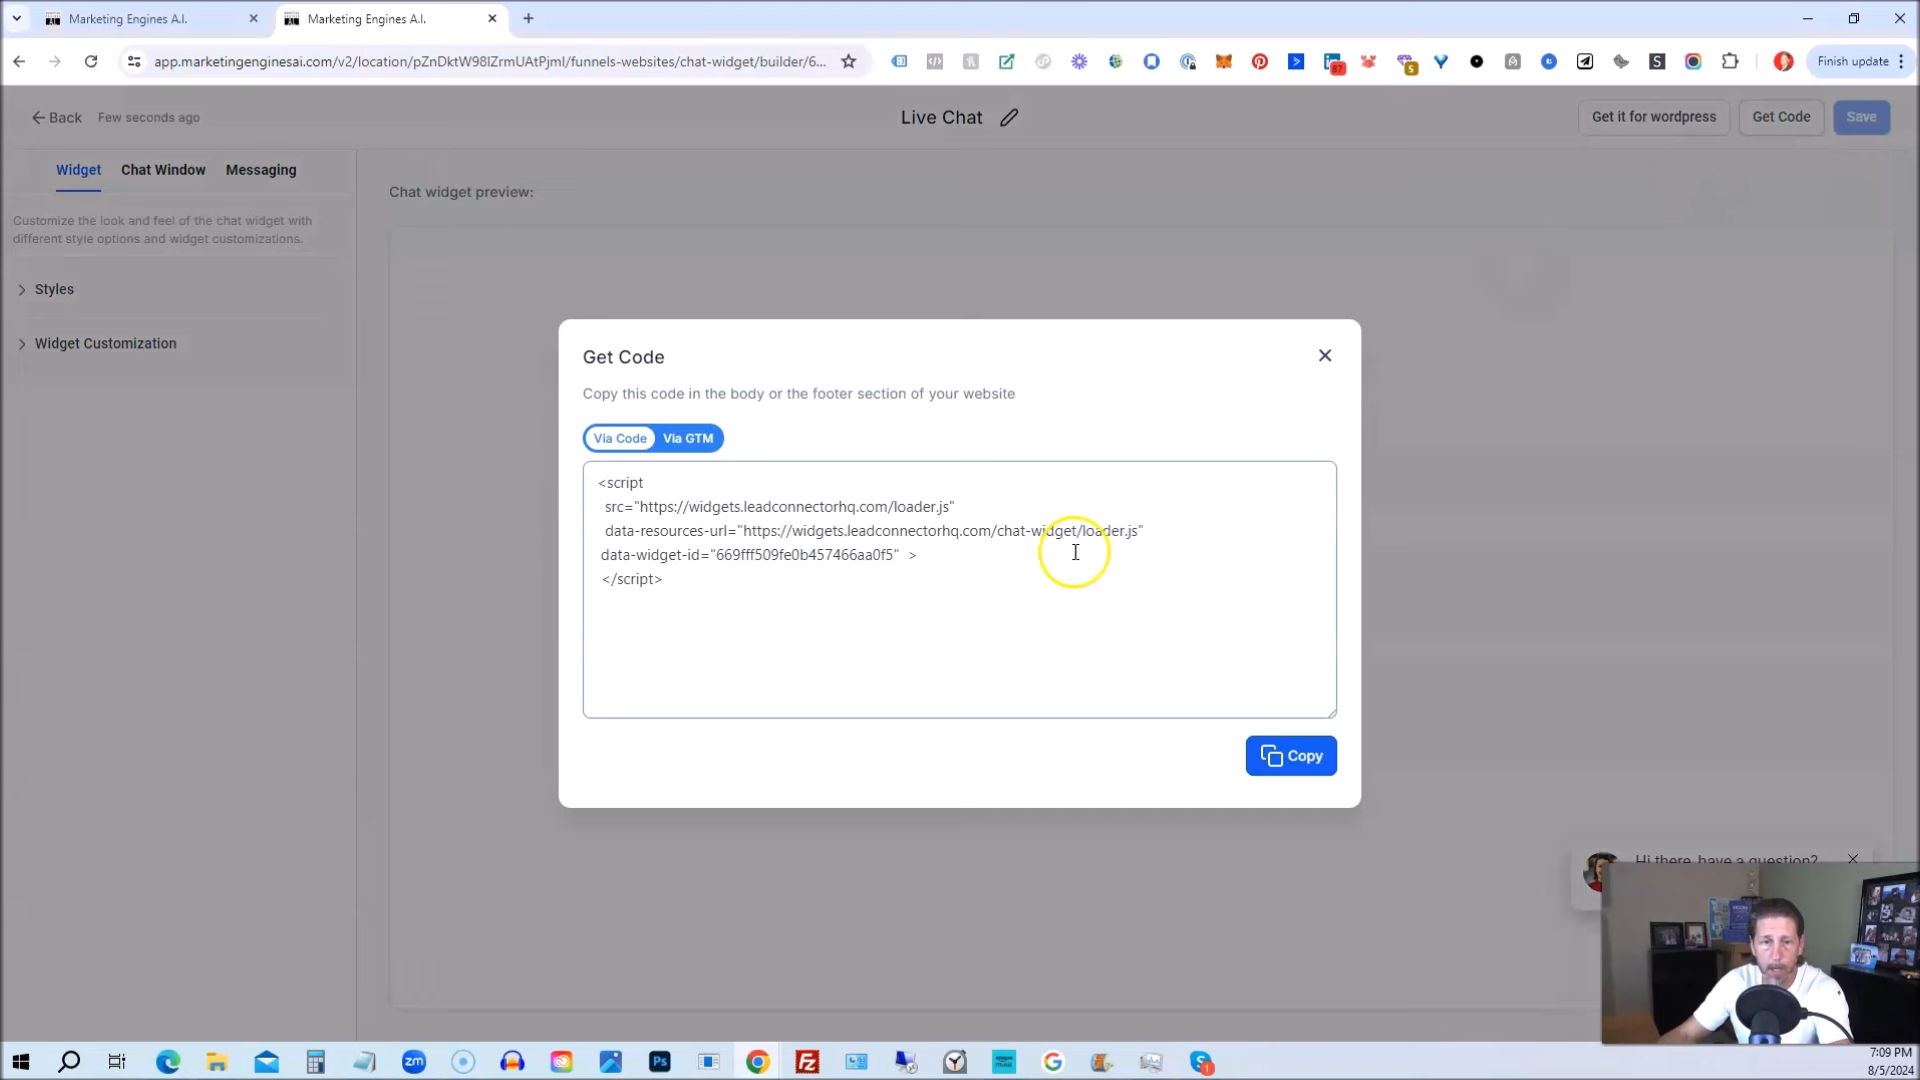 Marketing Engines A.I.
Marketing Engines A.I.
app.marketingenginesai.com/v2/location/pZnDktW98IZrmUAtPjml/funnels-websites/chat-widget/builder/6...
Finish update
Back
Few seconds ago
Live Chat
Get it for wordpress
Get Code
Save
Widget
Chat Window
Messaging
Customize the look and feel of the chat widget with
different style options and widget customizations.
Styles
Widget Customization
Chat widget preview:
Get Code
Copy this code in the body or the footer section of your website
Via Code
Via GTM
<script
src="https://widgets.leadconnectorhq.com/loader.js"
data-resources-url="https://widgets.leadconnectorhq.com/chat-widget/loader.js"
data-widget-id="669fff509fe0b457466aa0f5" >
</script>
Copy
Hi there, have a question?
7:09 PM
8/5/2024